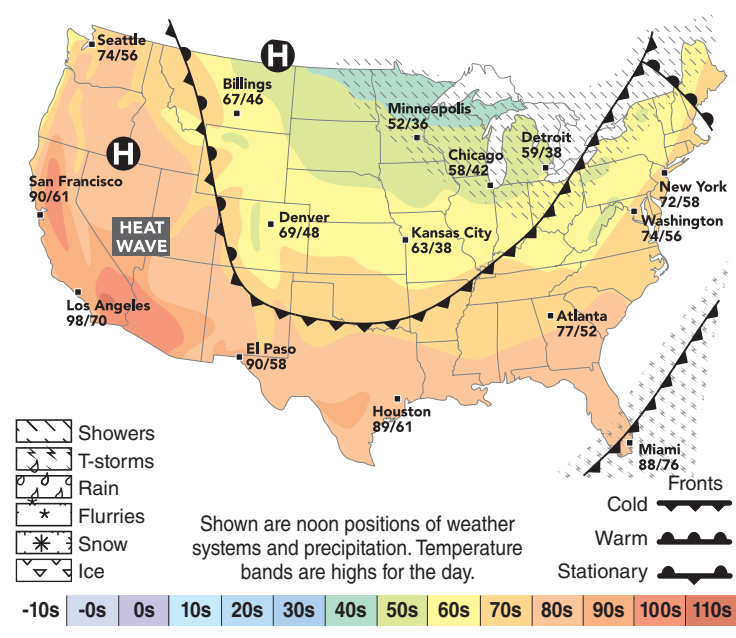 Seattle
74/56
H
Billings
67/46
Minneapolis
52/36
Detroit
59/38
Chicago
58/42
H
San Francisco
90/61
New York
72/58
HEAT
WAVE
Denver
69/48
Kansas City
63/38
Washington
74/56
Los Angeles
98/70
El Paso
90/58
Atlanta
77/52
Houston
89/61
Miami
88/76
Showers
T-storms
Rain
Flurries
Snow
Ice
Shown are noon positions of weather
systems and precipitation. Temperature
bands are highs for the day.
Fronts
Cold
Warm
Stationary
-10s -0s 0s 10s 20s 30s 40s 50s 60s 70s 80s 90s 100s 110s